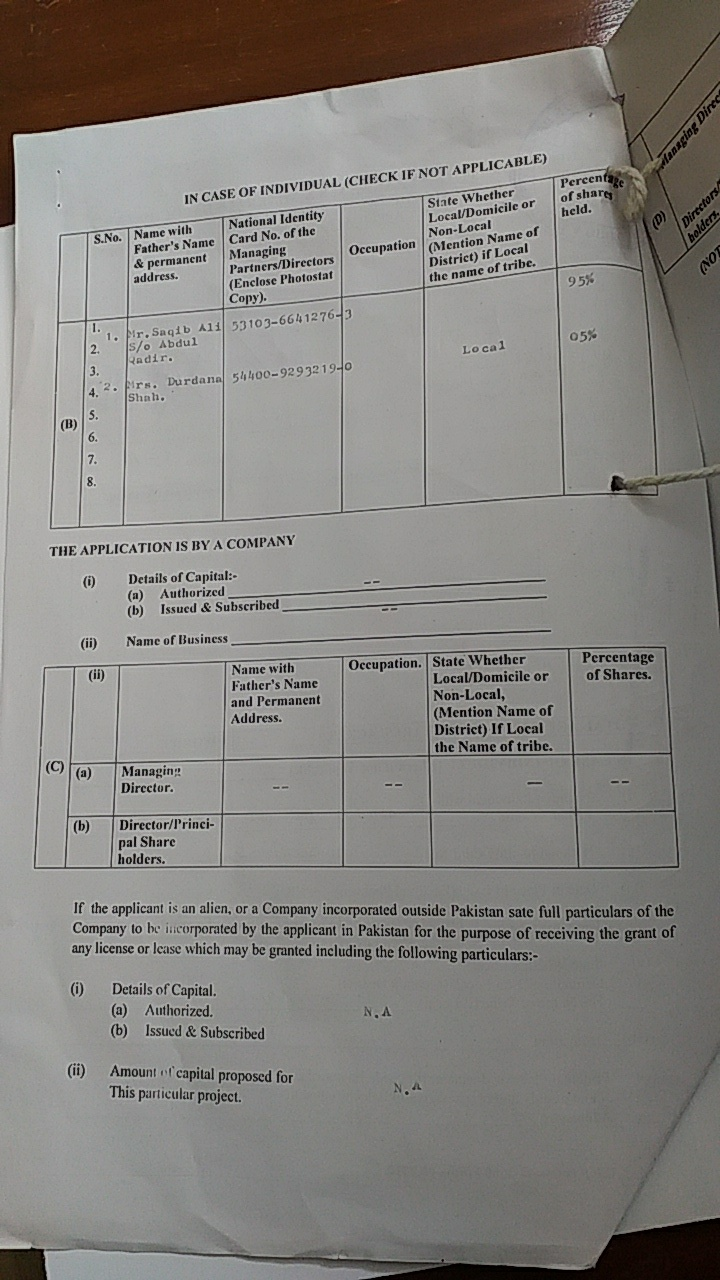 IN CASE OF INDIVIDUAL (CHECK IF NOT APPLICABLE)
S.No.
Name with
Father's Name
& permanent
address.
National Identity
Card No. of the
Managing
Partners/Directors
(Enclose Photostat
Copy).
Occupation
State Whether
Local/Domicile or
Non-Local
(Mention Name of
District) if Local
the name of tribe.
Percentage
of shares
held.
(B)
1.
2.
3.
4.
5.
6.
7.
8.
1. Mr.Saqib Ali
S/o Abdul
Qadir.
53103-6641276-3
95%
2. Mrs. Durdana
Shah.
54400-9293219-0
Local
05%
THE APPLICATION IS BY A COMPANY
(i) Details of Capital:-
(a) Authorized --
(b) Issued & Subscribed --
(ii) Name of Business
(C)
(ii)
Name with
Father's Name
and Permanent
Address.
Occupation.
State Whether
Local/Domicile or
Non-Local,
(Mention Name of
District) If Local
the Name of tribe.
Percentage
of Shares.
(a) Managing
Director.
-- -- — --
(b) Director/Princi-
pal Share
holders.
If the applicant is an alien, or a Company incorporated outside Pakistan sate full particulars of the
Company to be incorporated by the applicant in Pakistan for the purpose of receiving the grant of
any license or lease which may be granted including the following particulars:-
(i) Details of Capital.
(a) Authorized. N.A
(b) Issued & Subscribed
(ii) Amount of capital proposed for
This particular project. N.A
(D)
Managing Direc
Directors/
holders.
(NOT